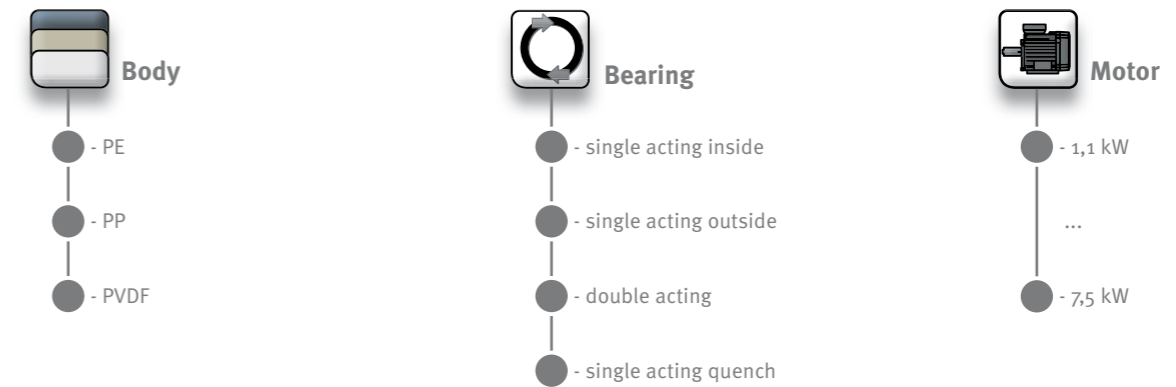 Body
- PE
- PP
- PVDF
Bearing
- single acting inside
- single acting outside
- double acting
- single acting quench
Motor
- 1,1 kW
...
- 7,5 kW